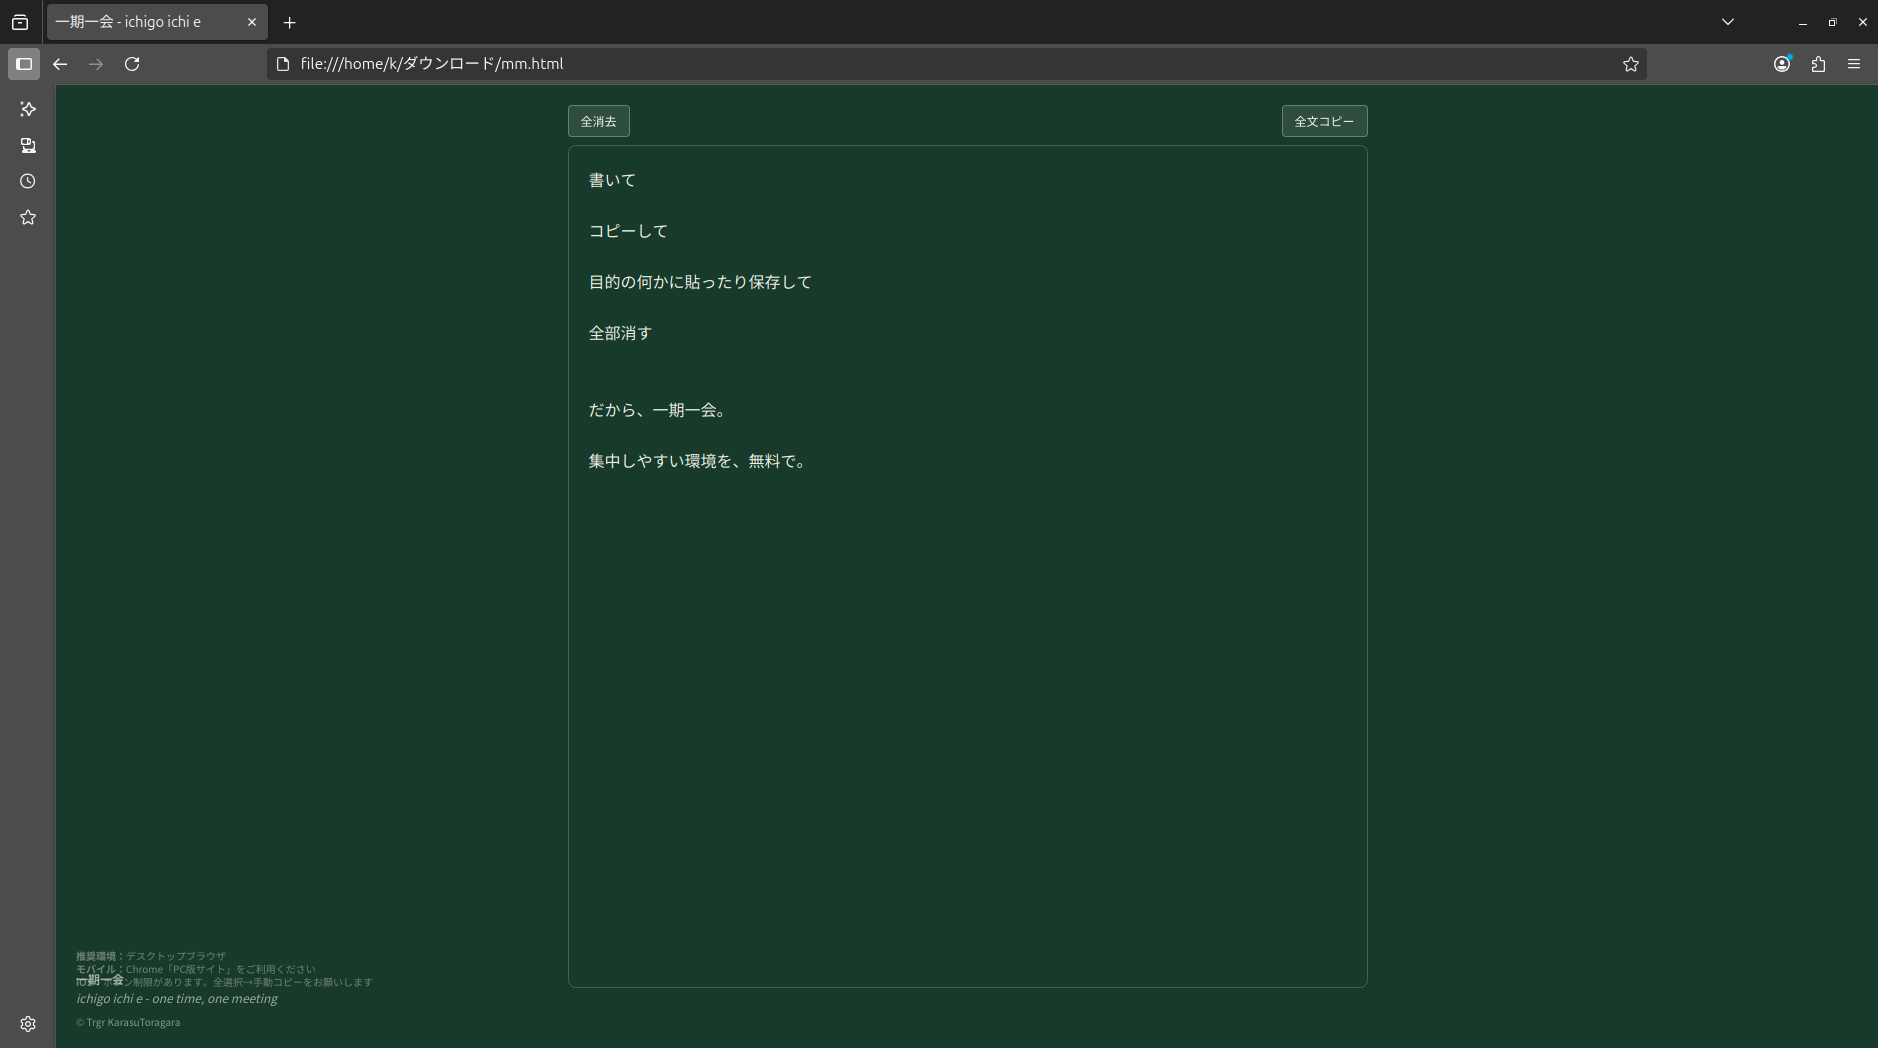 一期一会 - ichigo ichi e
file:///home/k/ダウンロード/mm.html
全消去
全文コピー
書いて
コピーして
目的の何かに貼ったり保存して
全部消す
だから、一期一会。
集中しやすい環境を、無料で。
推奨環境：デスクトップブラウザ
モバイル：Chrome「PC版サイト」をご利用ください
一期一会
ン制限があります。全選択→手動コピーをお願いします
ichigo ichi e - one time, one meeting
© Trgr KarasuToragara